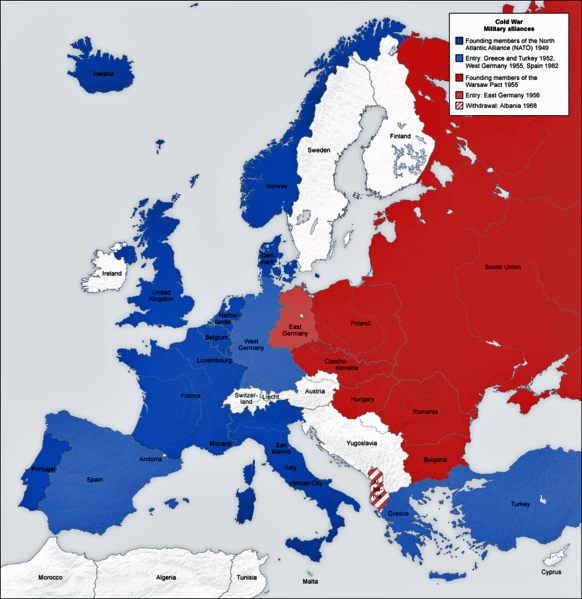 Cold War
Military alliances
Founding members of the North
Atlantic Alliance (NATO) 1949
Entry: Greece and Turkey 1952,
West Germany 1955, Spain 1982
Founding members of the
Warsaw Pact 1955
Entry: East Germany 1956
Withdrawal: Albania 1968
Iceland
Finland
Sweden
Norway
Den-
mark
Ireland
United
Kingdom
Soviet Union
Nether-
lands
Belgium
West
Germany
East
Germany
Poland
Luxembourg
Czecho-
slovakia
France
Switzer-
land
Liecht.
Austria
Hungary
Romania
Monaco
San
Marino
Yugoslavia
Andorra
Italy
Bulgaria
Portugal
Spain
Vatican City
Greece
Turkey
Morocco
Algeria
Tunisia
Malta
Cyprus